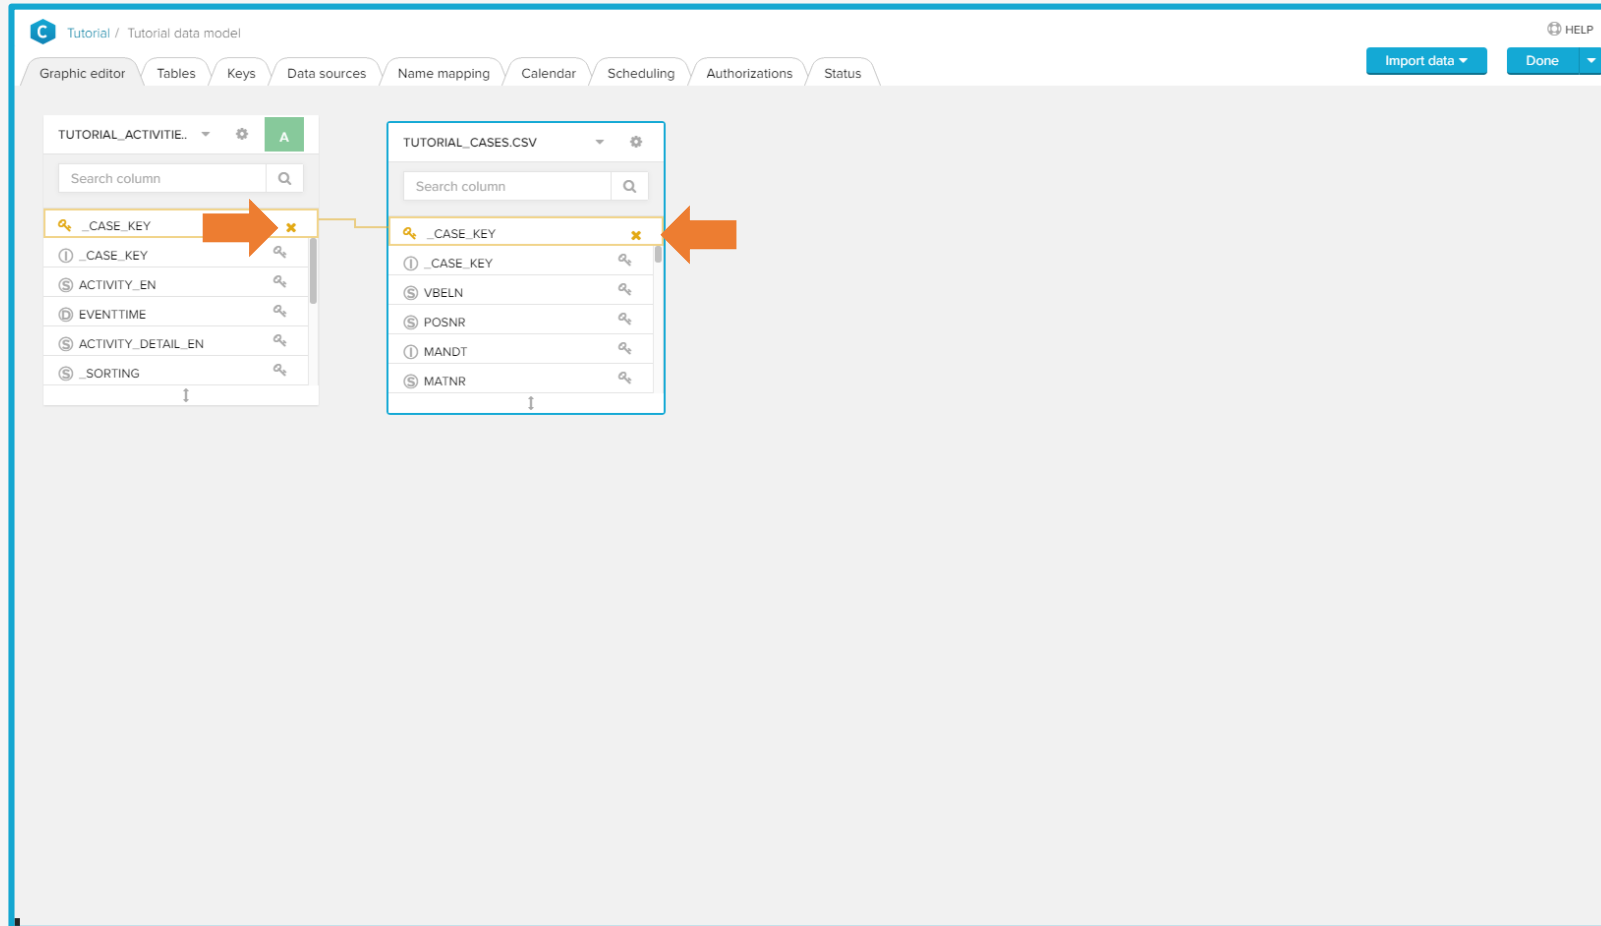 C Tutorial / Tutorial data model
HELP
Graphic editor Tables Keys Data sources Name mapping Calendar Scheduling Authorizations Status
Import data Done
TUTORIAL_ACTIVITIE.. A
Search column
_CASE_KEY
I _CASE_KEY
S ACTIVITY_EN
D EVENTTIME
S ACTIVITY_DETAIL_EN
S _SORTING
TUTORIAL_CASES.CSV
Search column
_CASE_KEY
I _CASE_KEY
S VBELN
S POSNR
I MANDT
S MATNR